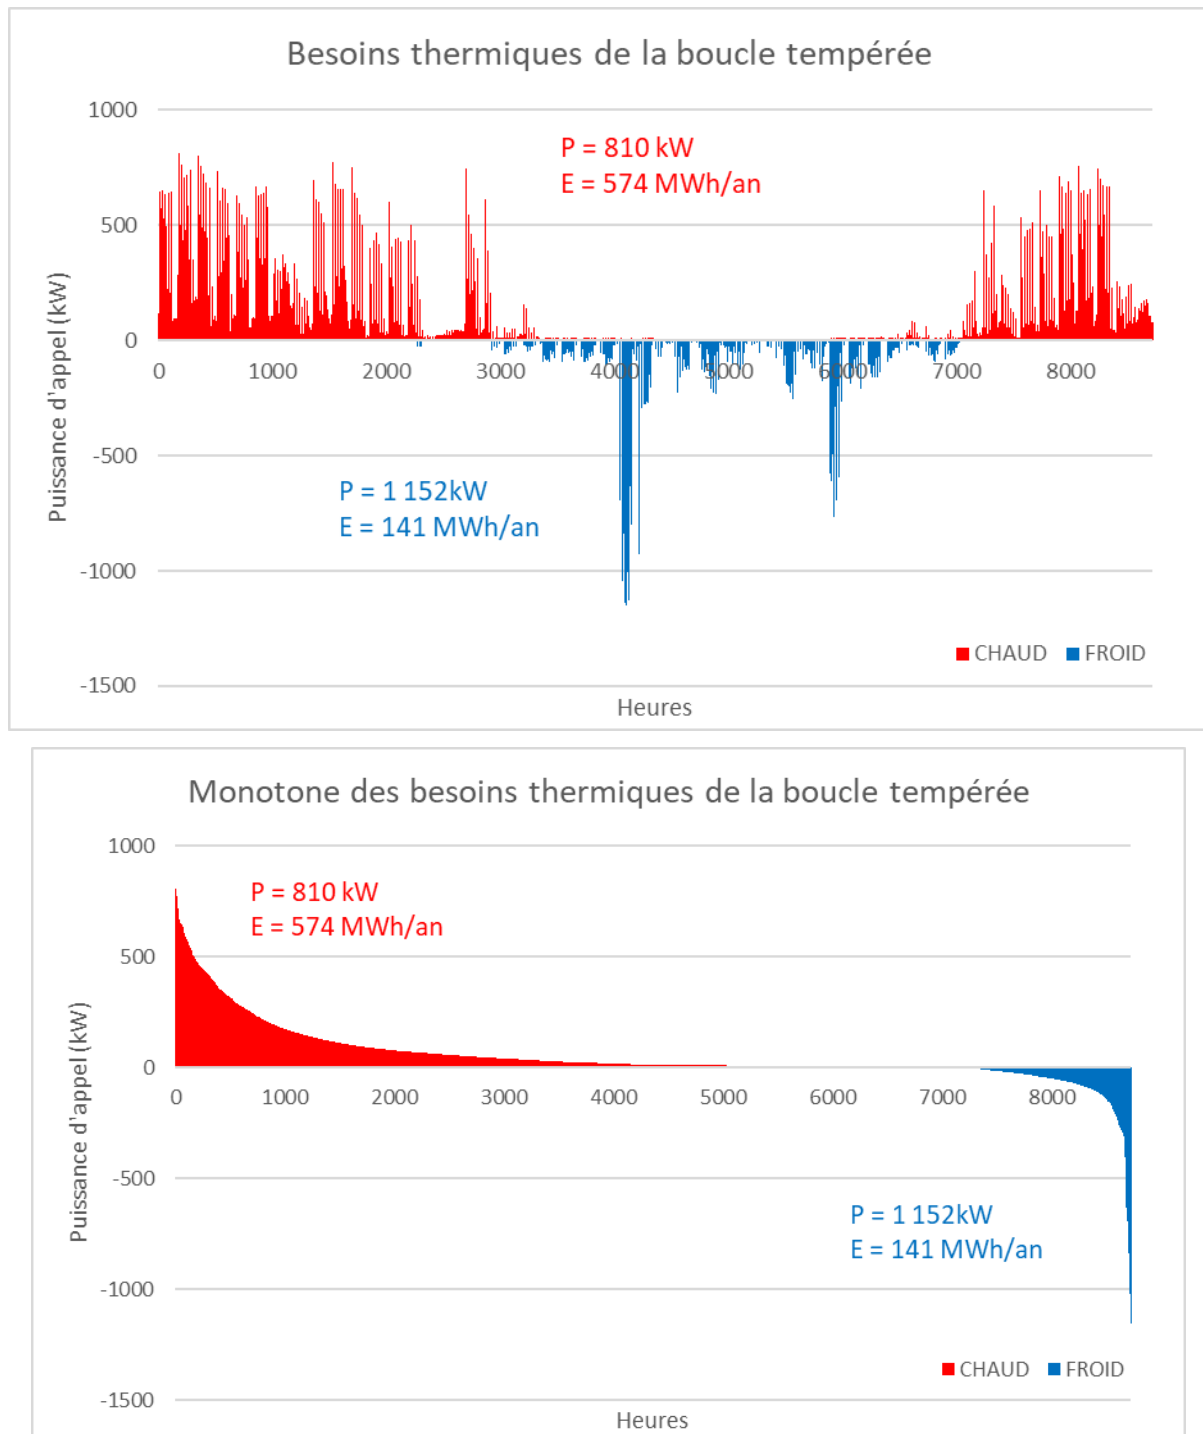 Besoins thermiques de la boucle tempérée
1000
P = 810 kW
E = 574 MWh/an
500
Puissance d'appel (kW)
0
0 1000 2000 3000 4000 5000 6000 7000 8000
-500
P = 1 152kW
E = 141 MWh/an
-1000
CHAUD FROID
-1500
Heures
Monotone des besoins thermiques de la boucle tempérée
1000
P = 810 kW
E = 574 MWh/an
500
Puissance d'appel (kW)
0
0 1000 2000 3000 4000 5000 6000 7000 8000
-500
P = 1 152kW
E = 141 MWh/an
-1000
CHAUD FROID
-1500
Heures